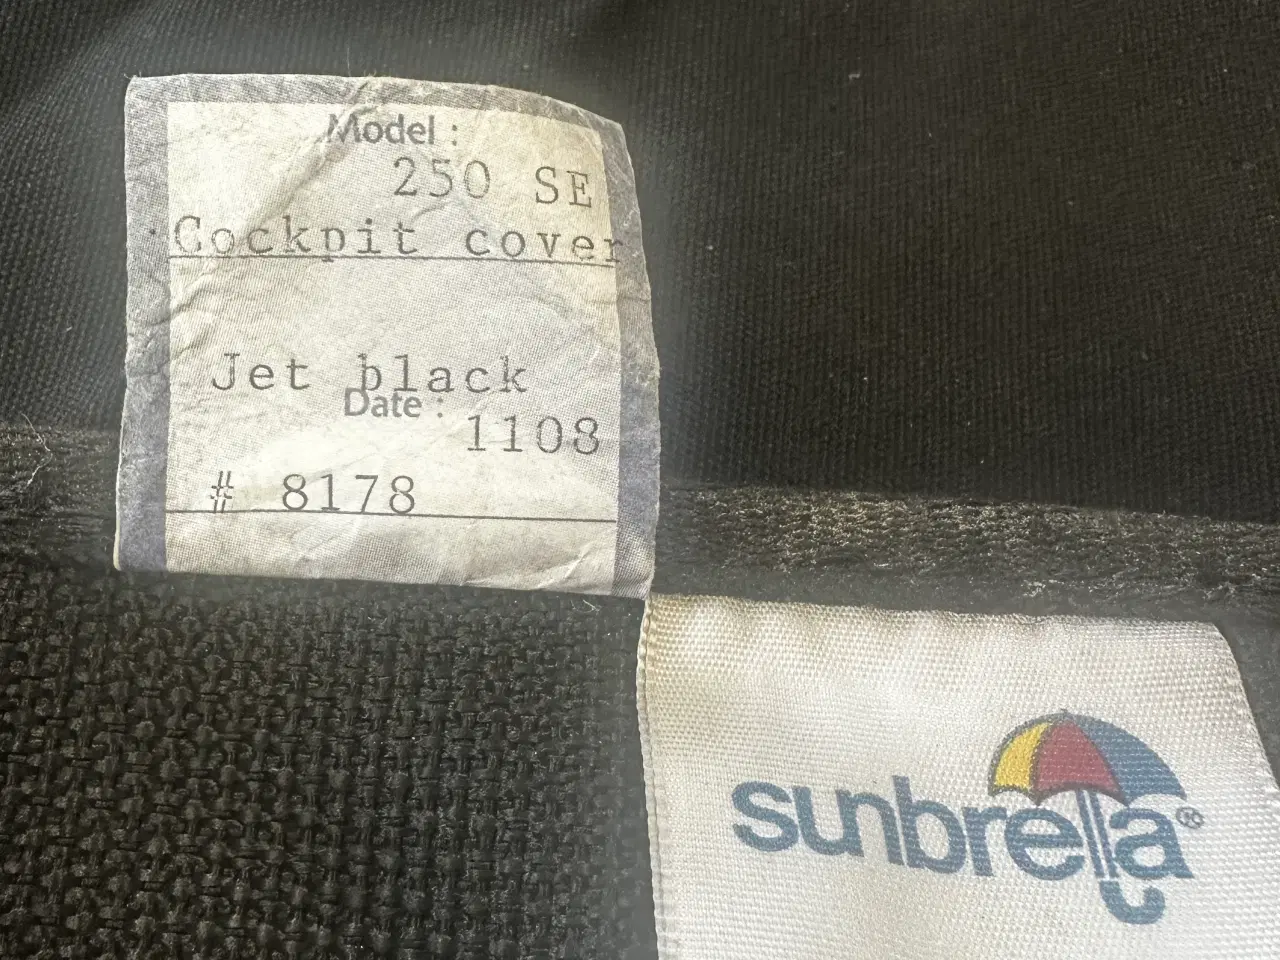 Model :
250 SE
Cockpit cover
Jet black
Date :
1108
# 8178
sunbrella®